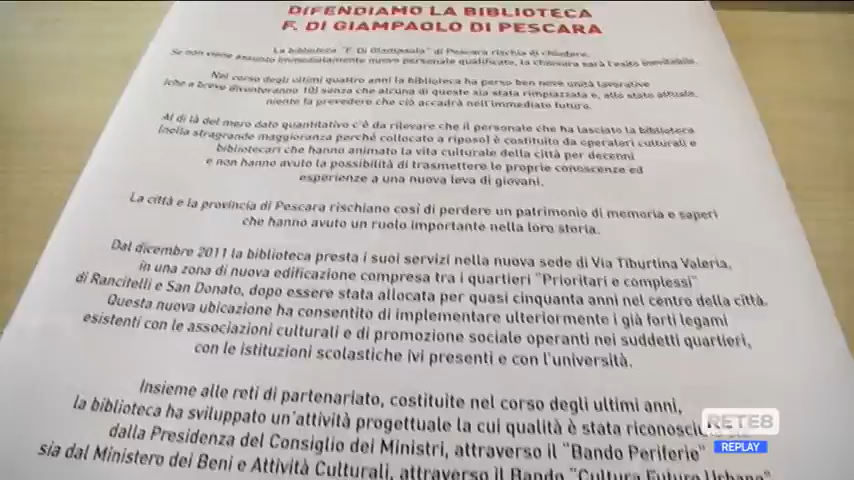 DIFENDIAMO LA BIBLIOTECA
F. DI GIAMPAOLO DI PESCARA
La biblioteca "F. Di Giampaolo" di Pescara rischia di chiudere.
Se non viene assunto immediatamente nuovo personale qualificato, la chiusura sarà l'esito inevitabile.
Nel corso degli ultimi quattro anni la biblioteca ha perso ben nove unità lavorative
(che a breve diventeranno 10) senza che alcuna di queste sia stata rimpiazzata e, allo stato attuale,
niente fa prevedere che ciò accadrà nell'immediato futuro.
Al di là del mero dato quantitativo c'è da rilevare che il personale che ha lasciato la biblioteca
(nella stragrande maggioranza perché collocato a riposo) è costituito da operatori culturali e
bibliotecari che hanno animato la vita culturale della città per decenni
e non hanno avuto la possibilità di trasmettere le proprie conoscenze ed
esperienze a una nuova leva di giovani.
La città e la provincia di Pescara rischiano così di perdere un patrimonio di memoria e saperi
che hanno avuto un ruolo importante nella loro storia.
Dal dicembre 2011 la biblioteca presta i suoi servizi nella nuova sede di Via Tiburtina Valeria,
in una zona di nuova edificazione compresa tra i quartieri "Prioritari e complessi"
di Rancitelli e San Donato, dopo essere stata allocata per quasi cinquanta anni nel centro della città.
Questa nuova ubicazione ha consentito di implementare ulteriormente i già forti legami
esistenti con le associazioni culturali e di promozione sociale operanti nei suddetti quartieri,
con le istituzioni scolastiche ivi presenti e con l'università.
Insieme alle reti di partenariato, costituite nel corso degli ultimi anni,
la biblioteca ha sviluppato un'attività progettuale la cui qualità è stata
dalla Presidenza del Consiglio dei Ministri, attraverso il "Bando Periferie"
sia dal Ministero dei Beni e Attività Culturali, attraverso il Bando "Cultura Futuro Urbano"
RETE8
REPLAY